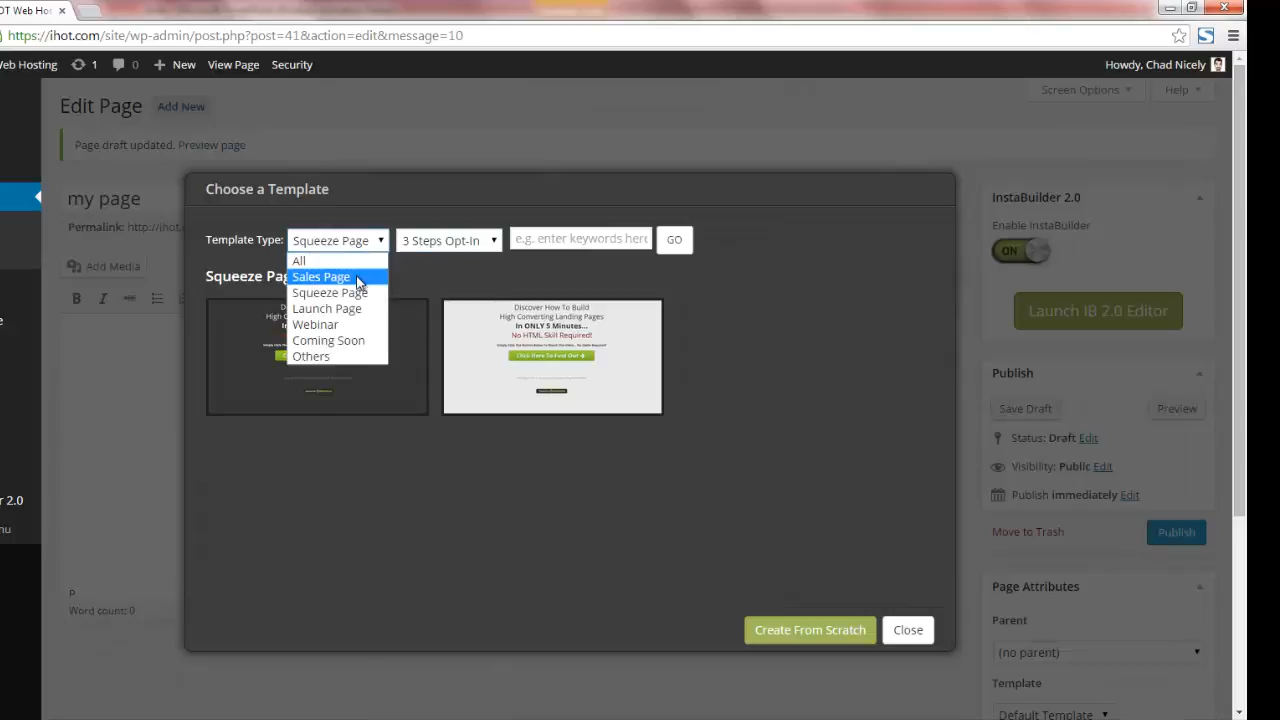 OT Web Hos
https://ihot.com/site/wp-admin/post.php?post=41&action=edit&message=10
Web Hosting 1 0 New View Page Security Howdy, Chad Nicely
Edit Page Add New
Screen Options Help
Page draft updated. Preview page
my page
Permalink: http://ihot.
Add Media
B I
Choose a Template
Template Type: Squeeze Page 3 Steps Opt-In e.g. enter keywords here GO
All
Sales Page
Squeeze Page
Launch Page
Webinar
Coming Soon
Others
Squeeze Pag
Discover How To Build
High Converting Landing Pages
In ONLY 5 Minutes...
No HTML Skill Required!
Click Here To Find Out
Create From Scratch Close
p
Word count: 0
r 2.0
nu
InstaBuilder 2.0
Enable InstaBuilder
ON
Launch IB 2.0 Editor
Publish
Save Draft Preview
Status: Draft Edit
Visibility: Public Edit
Publish immediately Edit
Move to Trash Publish
Page Attributes
Parent
(no parent)
Template
Default Template